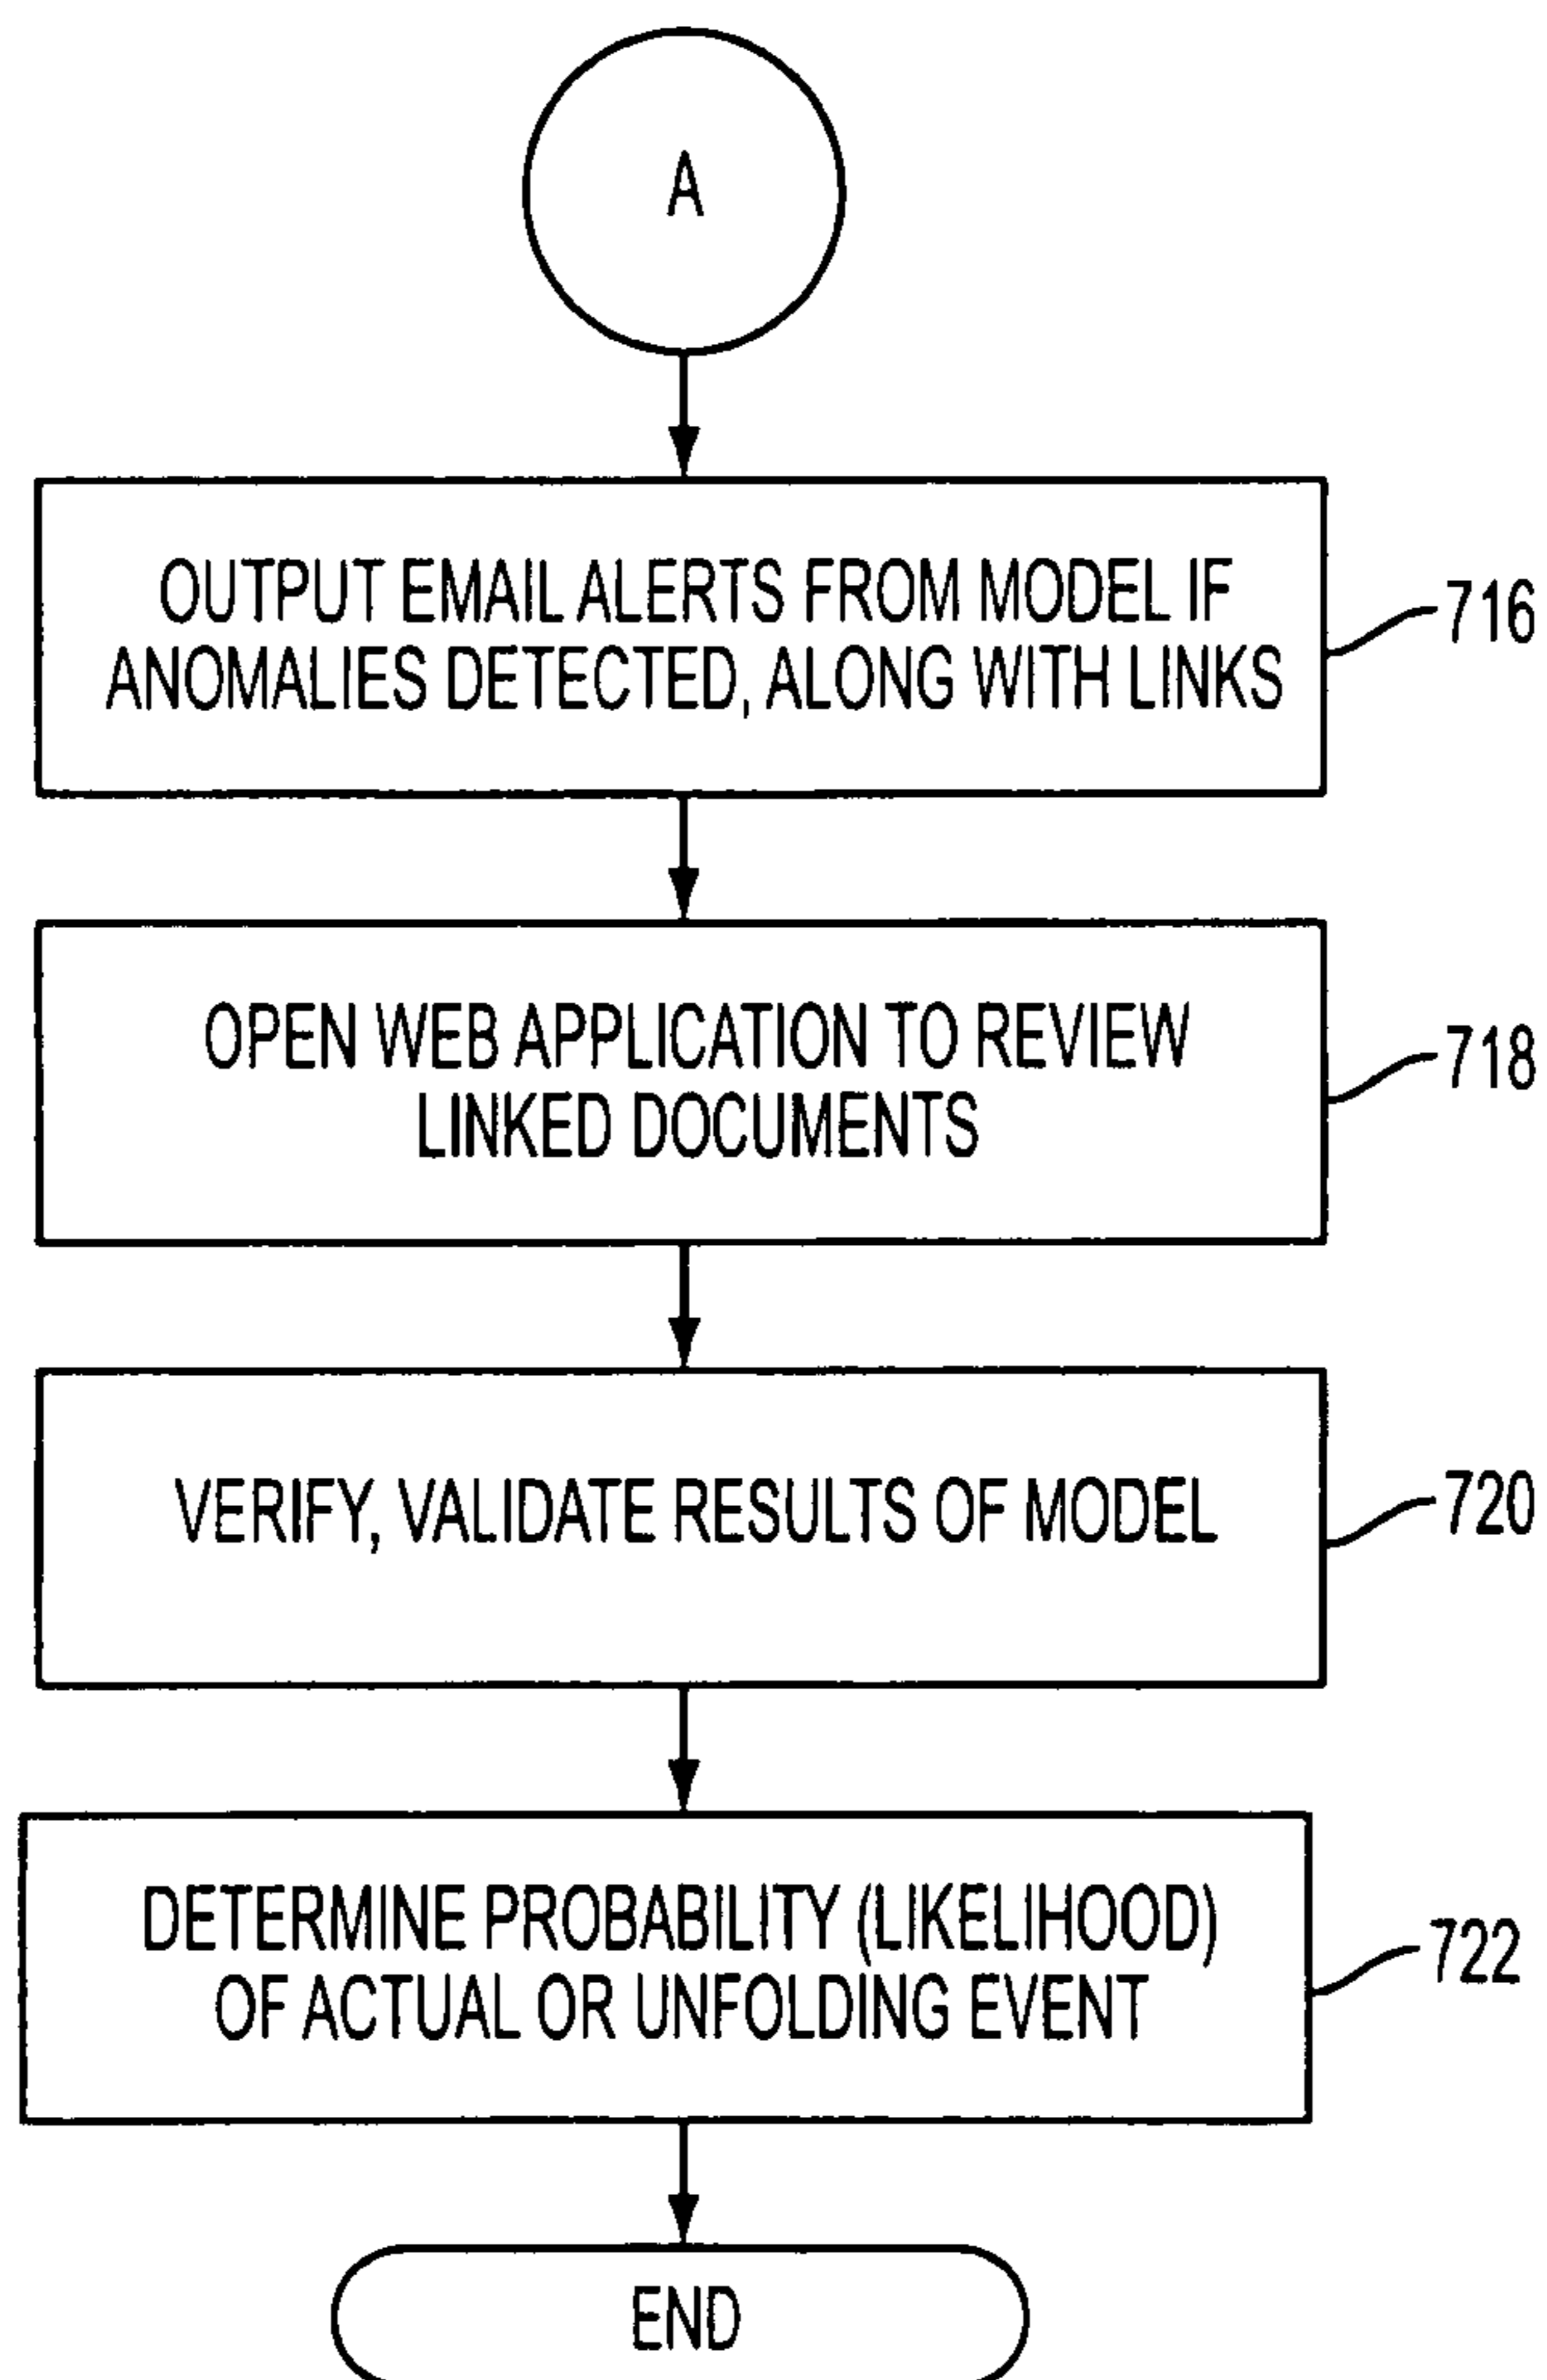 A
OUTPUT EMAIL ALERTS FROM MODEL IF
ANOMALIES DETECTED, ALONG WITH LINKS
716
OPEN WEB APPLICATION TO REVIEW
LINKED DOCUMENTS
718
VERIFY, VALIDATE RESULTS OF MODEL
720
DETERMINE PROBABILITY (LIKELIHOOD)
OF ACTUAL OR UNFOLDING EVENT
722
END